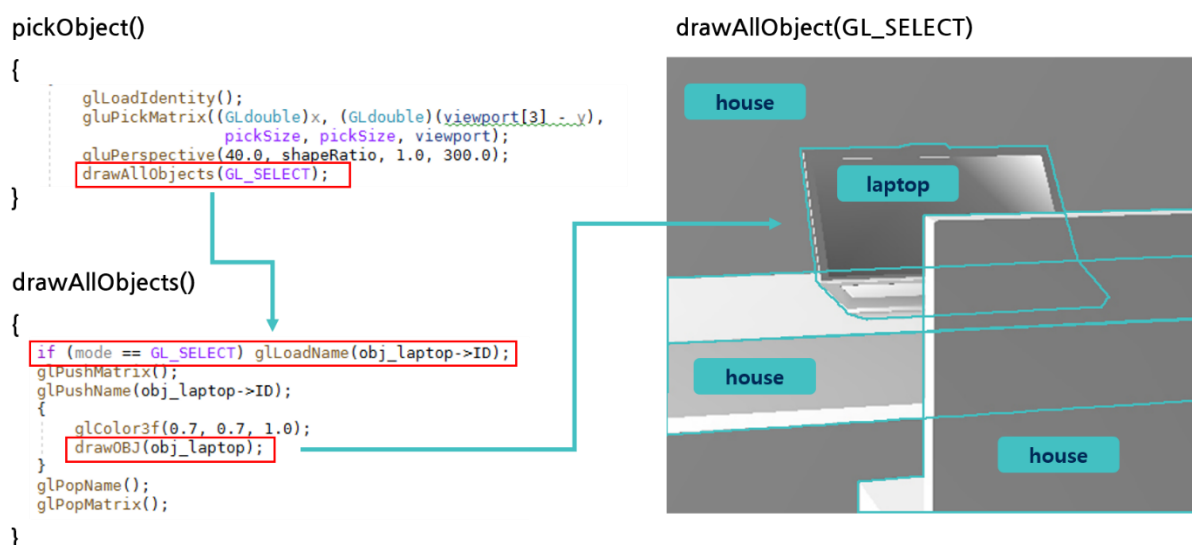 pickObject()
{
glLoadIdentity();
gluPickMatrix((GLdouble)x, (GLdouble)(viewport[3] - y),
pickSize, pickSize, viewport);
gluPerspective(40.0, shapeRatio, 1.0, 300.0);
drawAllObjects(GL_SELECT);
}
drawAllObjects()
{
if (mode == GL_SELECT) glLoadName(obj_laptop->ID);
glPushMatrix();
glPushName(obj_laptop->ID);
{
glColor3f(0.7, 0.7, 1.0);
drawOBJ(obj_laptop);
}
glPopName();
glPopMatrix();
}
drawAllObject(GL_SELECT)
house
laptop
house
house